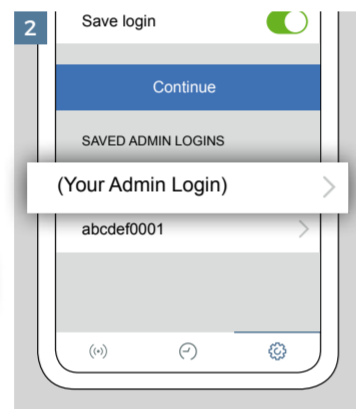 2
Save login
Continue
SAVED ADMIN LOGINS
(Your Admin Login)
abcdef0001